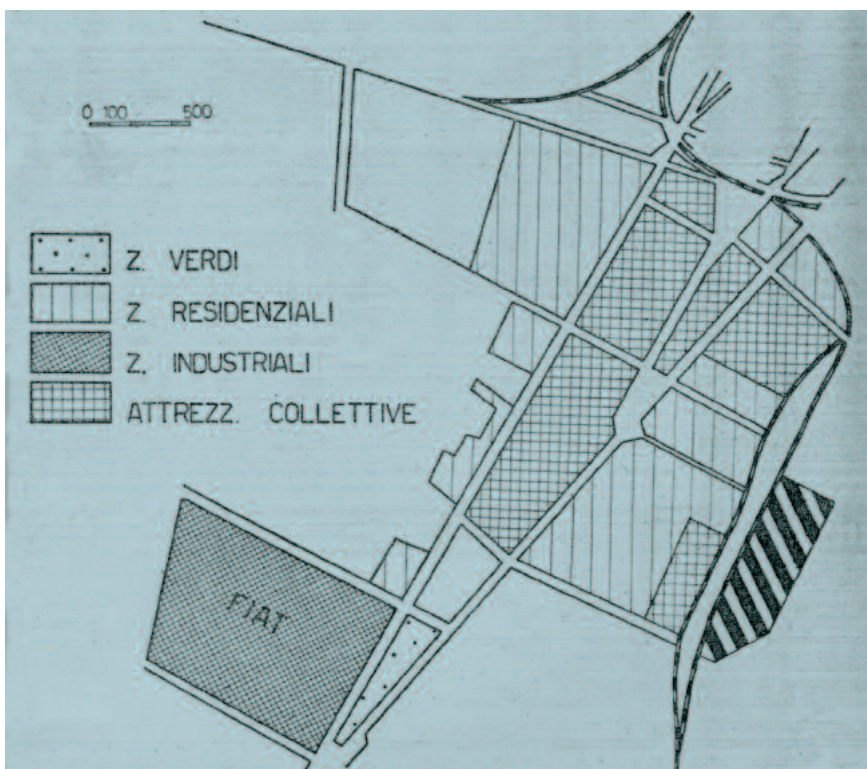 0 100 500
Z. VERDI
Z. RESIDENZIALI
Z. INDUSTRIALI
ATTREZZ. COLLETTIVE
FIAT